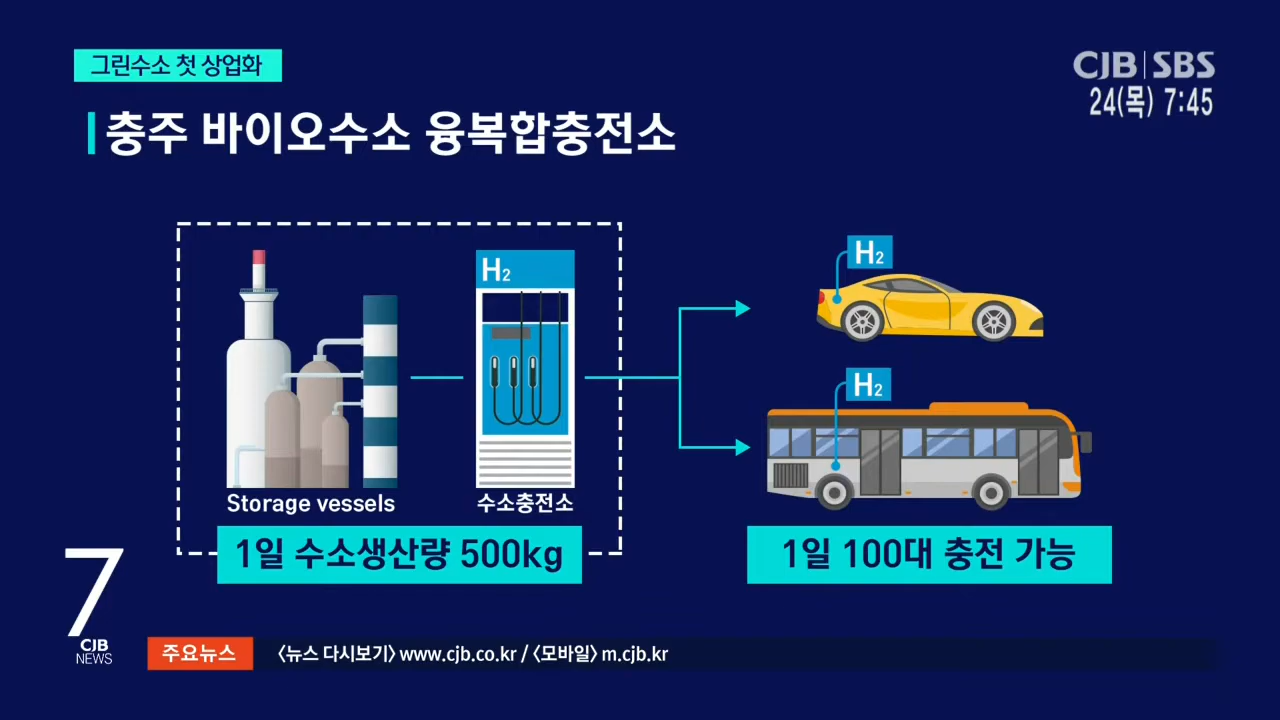 그린수소 첫 상업화
CJB SBS
24(목) 7:45
충주 바이오수소 융복합충전소
H2
H2
H2
Storage vessels
수소충전소
1일 수소생산량 500kg
1일 100대 충전 가능
7
CJB
NEWS
주요뉴스
〈뉴스 다시보기〉 www.cjb.co.kr / 〈모바일〉 m.cjb.kr